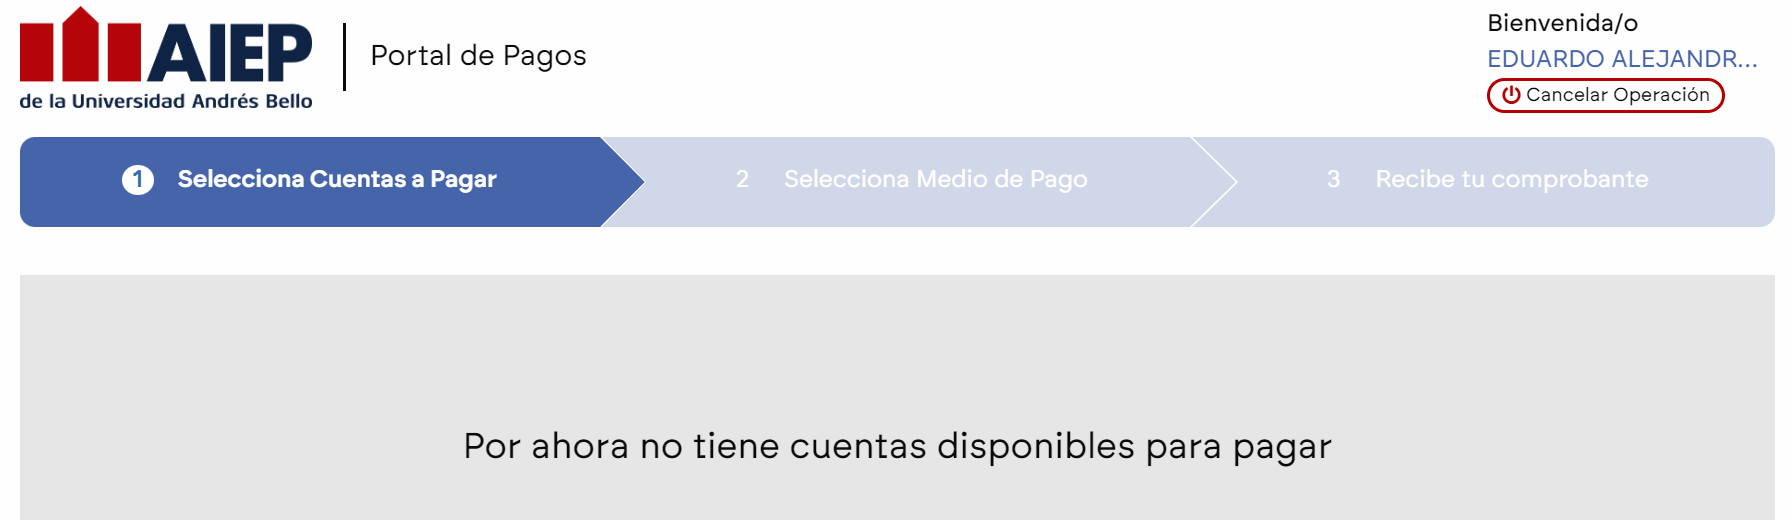 AIEP
de la Universidad Andrés Bello
Portal de Pagos
Bienvenida/o
EDUARDO ALEJANDR...
Cancelar Operación
1 Selecciona Cuentas a Pagar
2 Selecciona Medio de Pago
3 Recibe tu comprobante
Por ahora no tiene cuentas disponibles para pagar